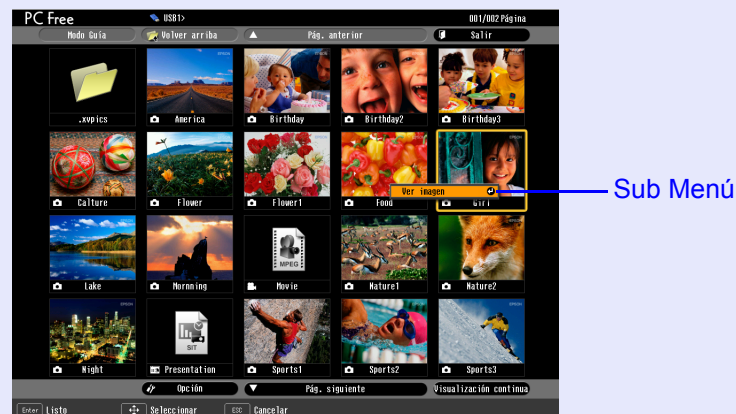 PC Free USB1> 001/002 Página
Modo Guía Volver arriba Pág. anterior Salir
.xvpics America Birthday Birthday2 Birthday3
Ver imagen Sub Menú
Calture Flower Flower1 Food Girl
MPEG
Lake Mornning Movie Nature1 Nature2
SIT
Night Presentation Sports1 Sports2 Sports3
Opción Pág. siguiente Visualización continua
Enter Listo Seleccionar ESC Cancelar